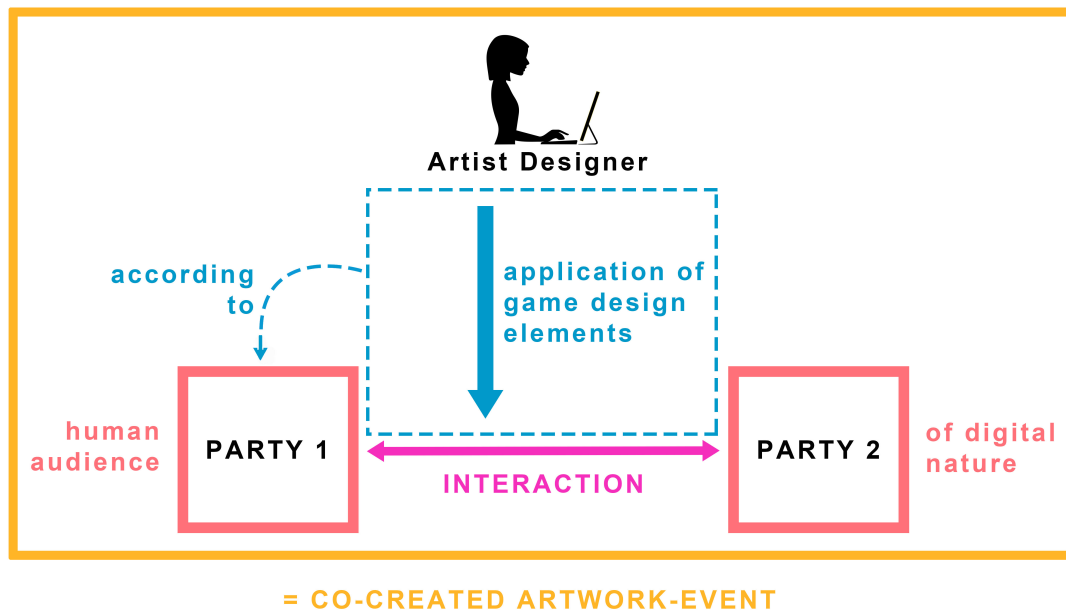 Artist Designer
according
to
application of
game design
elements
human
audience
PARTY 1
INTERACTION
PARTY 2
of digital
nature
= CO-CREATED ARTWORK-EVENT